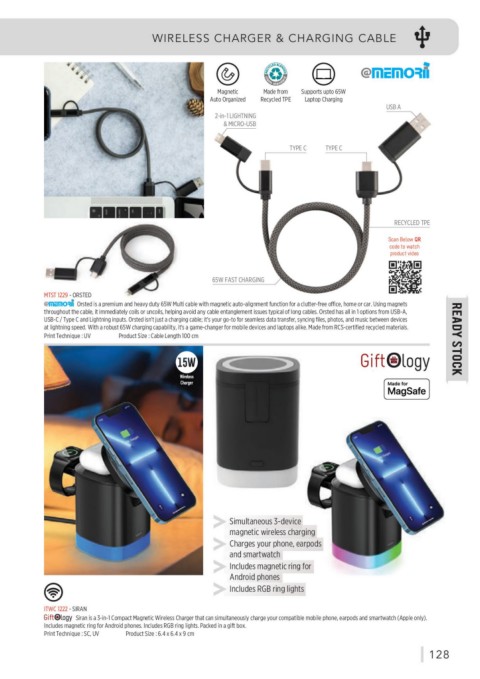 WIRELESS CHARGER & CHARGING CABLE
@memorii
Magnetic
Auto Organized
Made from
Recycled TPE
Supports upto 65W
Laptop Charging
USB A
2-in-1 LIGHTNING
& MICRO-USB
TYPE C
TYPE C
RECYCLED TPE
Scan Below QR
code to watch
product video
65W FAST CHARGING
MTST 1229 - ORSTED
@memorii Orsted is a premium and heavy duty 65W Multi cable with magnetic auto-alignment function for a clutter-free office, home or car. Using magnets
throughout the cable, it immediately coils or uncoils, helping avoid any cable entanglement issues typical of long cables. Orsted has all in 1 options from USB-A,
USB-C / Type C and Lightning inputs. Orsted isn't just a charging cable; it's your go-to for seamless data transfer, syncing files, photos, and music between devices
at lightning speed. With a robust 65W charging capability, it's a game-changer for mobile devices and laptops alike. Made from RCS-certified recycled materials.
Print Technique : UV Product Size : Cable Length 100 cm
READY STOCK
15W
Wireless
Charger
Giftology
Made for
MagSafe
Simultaneous 3-device
magnetic wireless charging
Charges your phone, earpods
and smartwatch
Includes magnetic ring for
Android phones
Includes RGB ring lights
ITWC 1222 - SIRAN
Giftology Siran is a 3-in-1 Compact Magnetic Wireless Charger that can simultaneously charge your compatible mobile phone, earpods and smartwatch (Apple only).
Includes magnetic ring for Android phones. Includes RGB ring lights. Packed in a gift box.
Print Technique : SC, UV Product Size : 6.4 x 6.4 x 9 cm
128